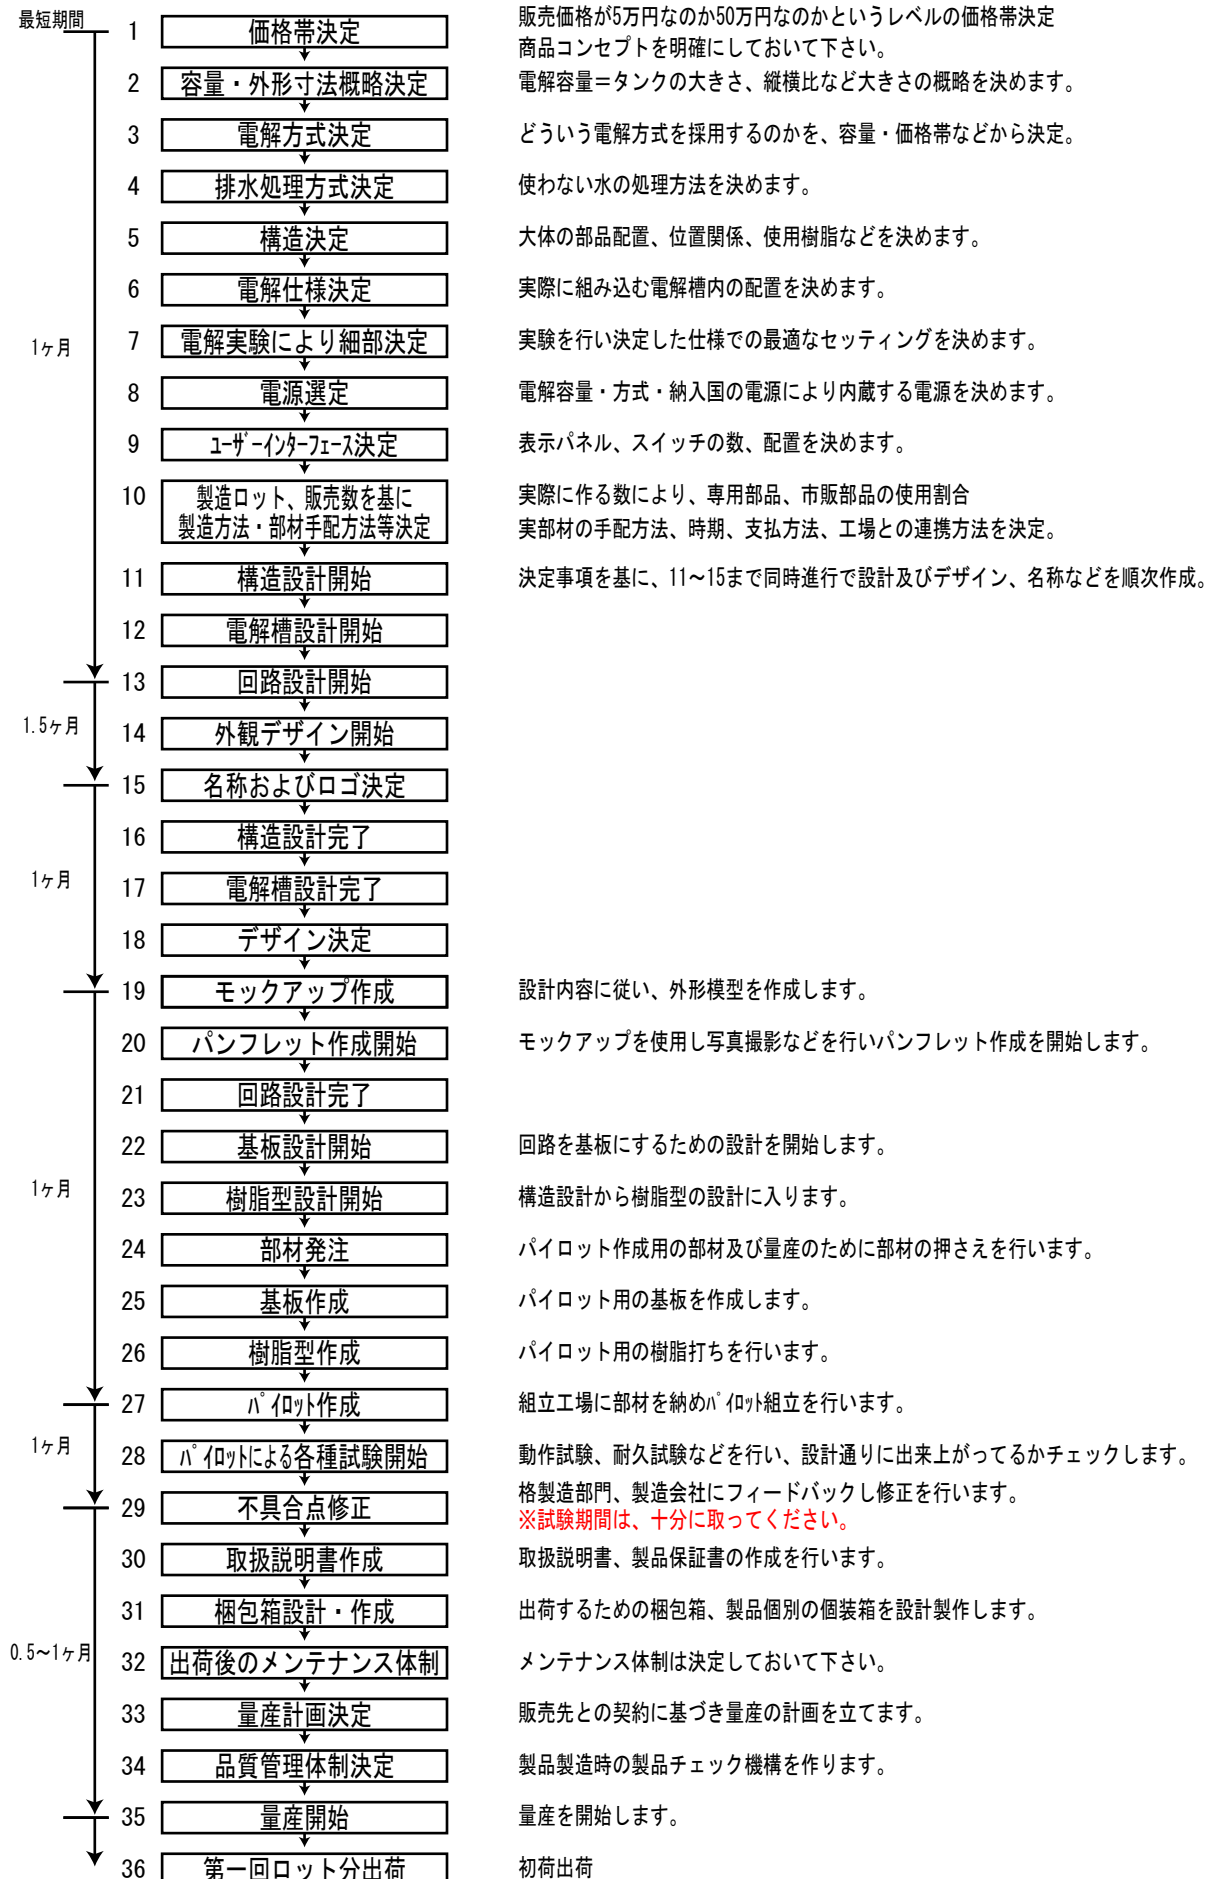 最短期間
1 価格帯決定 販売価格が5万円なのか50万円なのかというレベルの価格帯決定
商品コンセプトを明確にしておいて下さい。
2 容量・外形寸法概略決定 電解容量＝タンクの大きさ、縦横比など大きさの概略を決めます。
3 電解方式決定 どういう電解方式を採用するのかを、容量・価格帯などから決定。
4 排水処理方式決定 使わない水の処理方法を決めます。
5 構造決定 大体の部品配置、位置関係、使用樹脂などを決めます。
6 電解仕様決定 実際に組み込む電解槽内の配置を決めます。
1ヶ月
7 電解実験により細部決定 実験を行い決定した仕様での最適なセッティングを決めます。
8 電源選定 電解容量・方式・納入国の電源により内蔵する電源を決めます。
9 ﾕｰｻﾞｰｲﾝﾀｰﾌｪｰｽ決定 表示パネル、スイッチの数、配置を決めます。
10 製造ロット、販売数を基に 実際に作る数により、専用部品、市販部品の使用割合
製造方法・部材手配方法等決定 実部材の手配方法、時期、支払方法、工場との連携方法を決定。
11 構造設計開始 決定事項を基に、11～15まで同時進行で設計及びデザイン、名称などを順次作成。
12 電解槽設計開始
13 回路設計開始
1.5ヶ月
14 外観デザイン開始
15 名称およびロゴ決定
16 構造設計完了
1ヶ月
17 電解槽設計完了
18 デザイン決定
19 モックアップ作成 設計内容に従い、外形模型を作成します。
20 パンフレット作成開始 モックアップを使用し写真撮影などを行いパンフレット作成を開始します。
21 回路設計完了
22 基板設計開始 回路を基板にするための設計を開始します。
1ヶ月
23 樹脂型設計開始 構造設計から樹脂型の設計に入ります。
24 部材発注 パイロット作成用の部材及び量産のために部材の押さえを行います。
25 基板作成 パイロット用の基板を作成します。
26 樹脂型作成 パイロット用の樹脂打ちを行います。
27 ﾊﾟｲﾛｯﾄ作成 組立工場に部材を納めﾊﾟｲﾛｯﾄ組立を行います。
1ヶ月
28 ﾊﾟｲﾛｯﾄによる各種試験開始 動作試験、耐久試験などを行い、設計通りに出来上がってるかチェックします。
29 不具合点修正 格製造部門、製造会社にフィードバックし修正を行います。
※試験期間は、十分に取ってください。
30 取扱説明書作成 取扱説明書、製品保証書の作成を行います。
31 梱包箱設計・作成 出荷するための梱包箱、製品個別の個装箱を設計製作します。
0.5～1ヶ月
32 出荷後のメンテナンス体制 メンテナンス体制は決定しておいて下さい。
33 量産計画決定 販売先との契約に基づき量産の計画を立てます。
34 品質管理体制決定 製品製造時の製品チェック機構を作ります。
35 量産開始 量産を開始します。
36 第一回ロット分出荷 初荷出荷